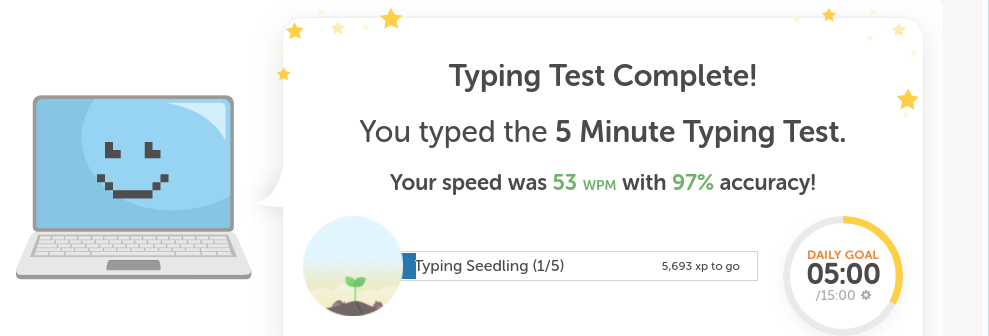 Typing Test Complete!
You typed the 5 Minute Typing Test.
Your speed was 53 WPM with 97% accuracy!
Typing Seedling (1/5)
5,693 xp to go
DAILY GOAL
05:00
/15:00